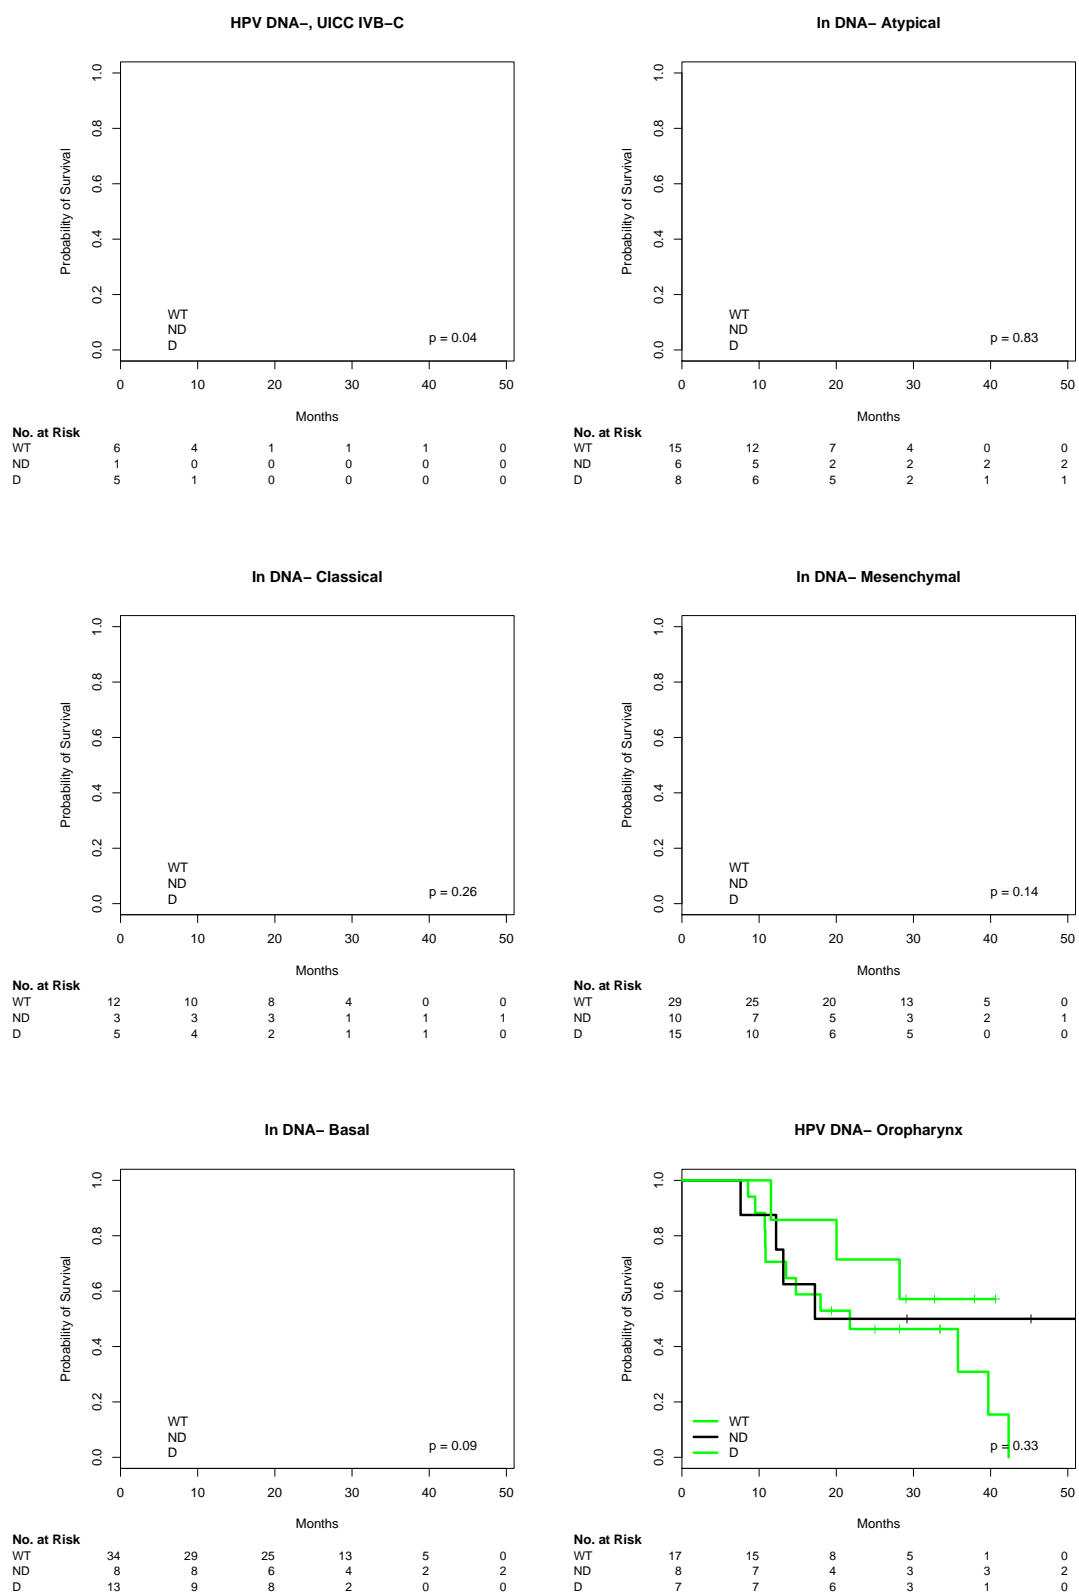 HPV DNA−, UICC IVB−C
1.0
0.8
0.6
0.4
0.2
0.0
Probability of Survival
WT
ND
D
p = 0.04
0 10 20 30 40 50
Months
No. at Risk
WT 6 4 1 1 1 0
ND 1 0 0 0 0 0
D 5 1 0 0 0 0
In DNA− Atypical
1.0
0.8
0.6
0.4
0.2
0.0
Probability of Survival
WT
ND
D
p = 0.83
0 10 20 30 40 50
Months
No. at Risk
WT 15 12 7 4 0 0
ND 6 5 2 2 2 2
D 8 6 5 2 1 1
In DNA− Classical
1.0
0.8
0.6
0.4
0.2
0.0
Probability of Survival
WT
ND
D
p = 0.26
0 10 20 30 40 50
Months
No. at Risk
WT 12 10 8 4 0 0
ND 3 3 3 1 1 1
D 5 4 2 1 1 0
In DNA− Mesenchymal
1.0
0.8
0.6
0.4
0.2
0.0
Probability of Survival
WT
ND
D
p = 0.14
0 10 20 30 40 50
Months
No. at Risk
WT 29 25 20 13 5 0
ND 10 7 5 3 2 1
D 15 10 6 5 0 0
In DNA− Basal
1.0
0.8
0.6
0.4
0.2
0.0
Probability of Survival
WT
ND
D
p = 0.09
0 10 20 30 40 50
Months
No. at Risk
WT 34 29 25 13 5 0
ND 8 8 6 4 2 2
D 13 9 8 2 0 0
HPV DNA− Oropharynx
1.0
0.8
0.6
0.4
0.2
0.0
Probability of Survival
WT
ND
D
p = 0.33
0 10 20 30 40 50
Months
No. at Risk
WT 17 15 8 5 1 0
ND 8 7 4 3 3 2
D 7 7 6 3 1 0